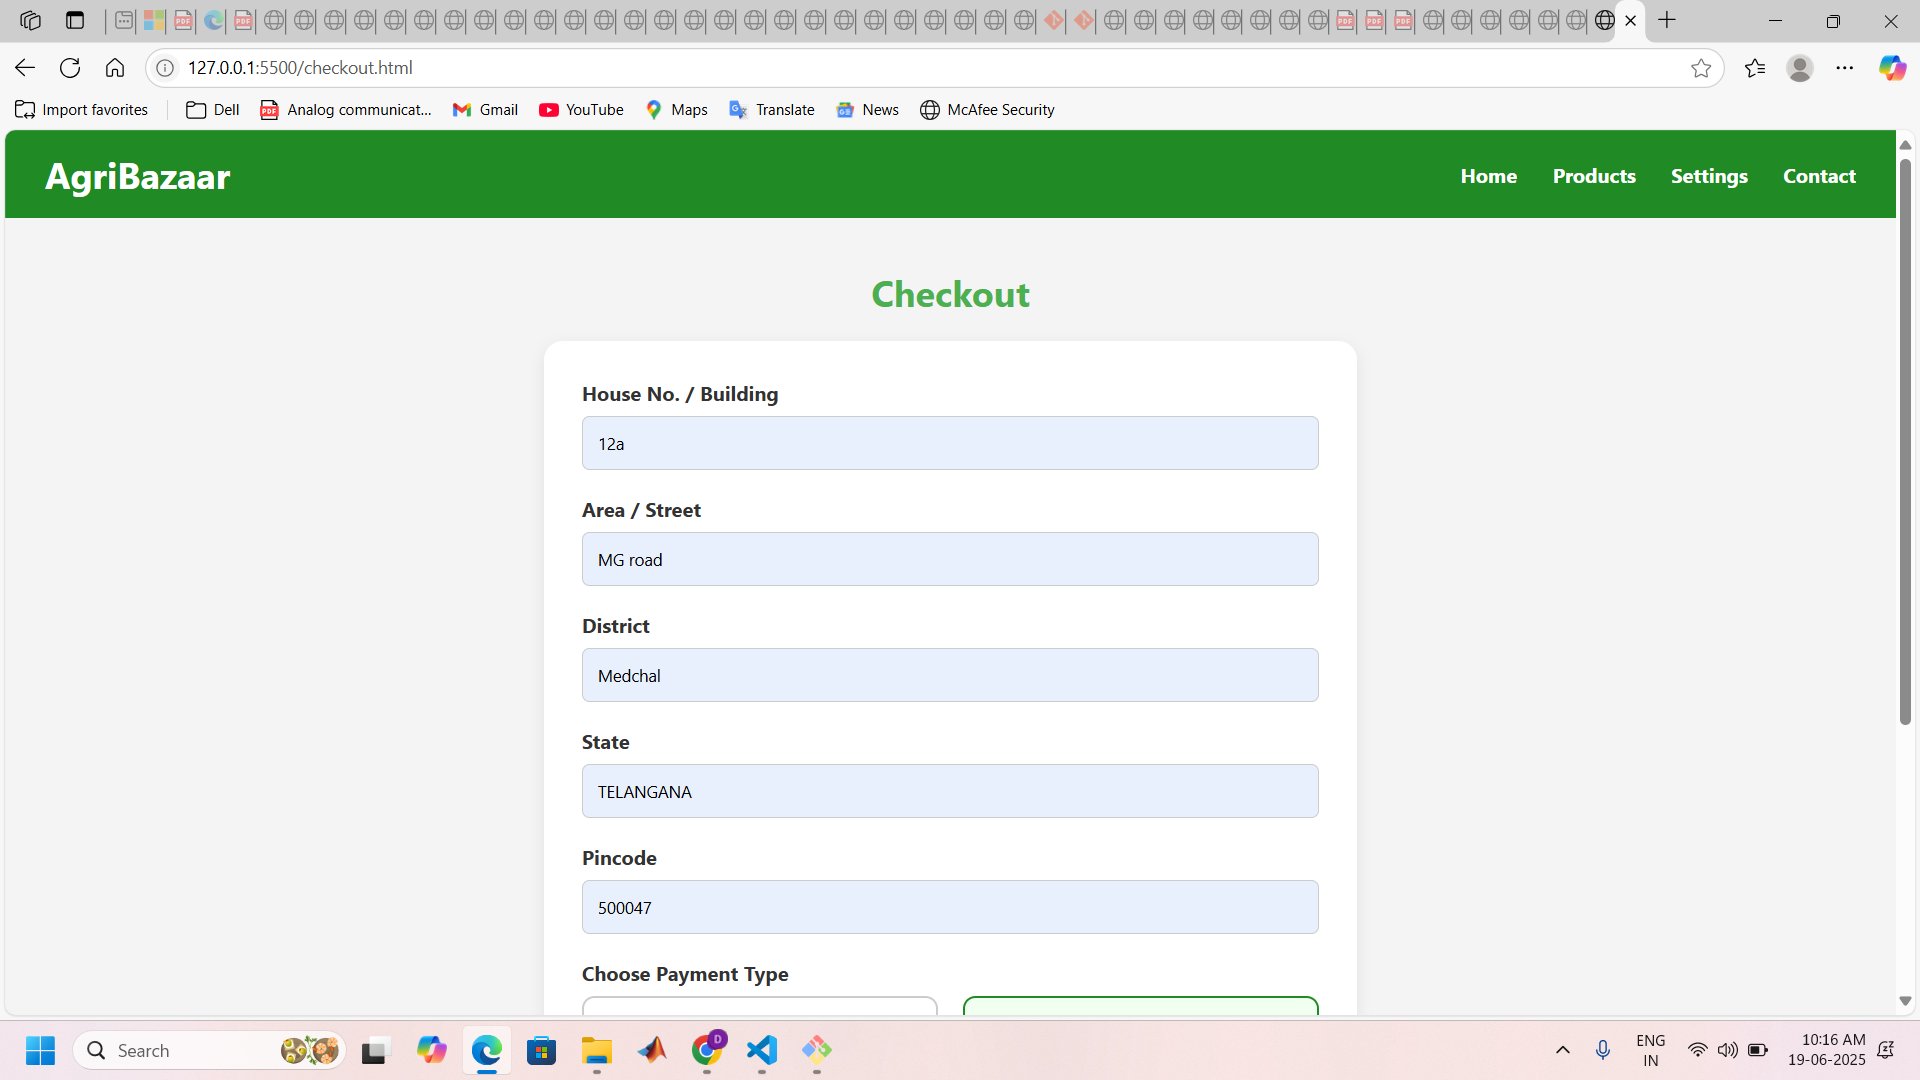 127.0.0.1:5500/checkout.html
Import favorites
Dell
PDF
Analog communicat...
Gmail
YouTube
Maps
Translate
News
McAfee Security
AgriBazaar
Home
Products
Settings
Contact
Checkout
House No. / Building
12a
Area / Street
MG road
District
Medchal
State
TELANGANA
Pincode
500047
Choose Payment Type
Search
D
ENG
IN
10:16 AM
19-06-2025